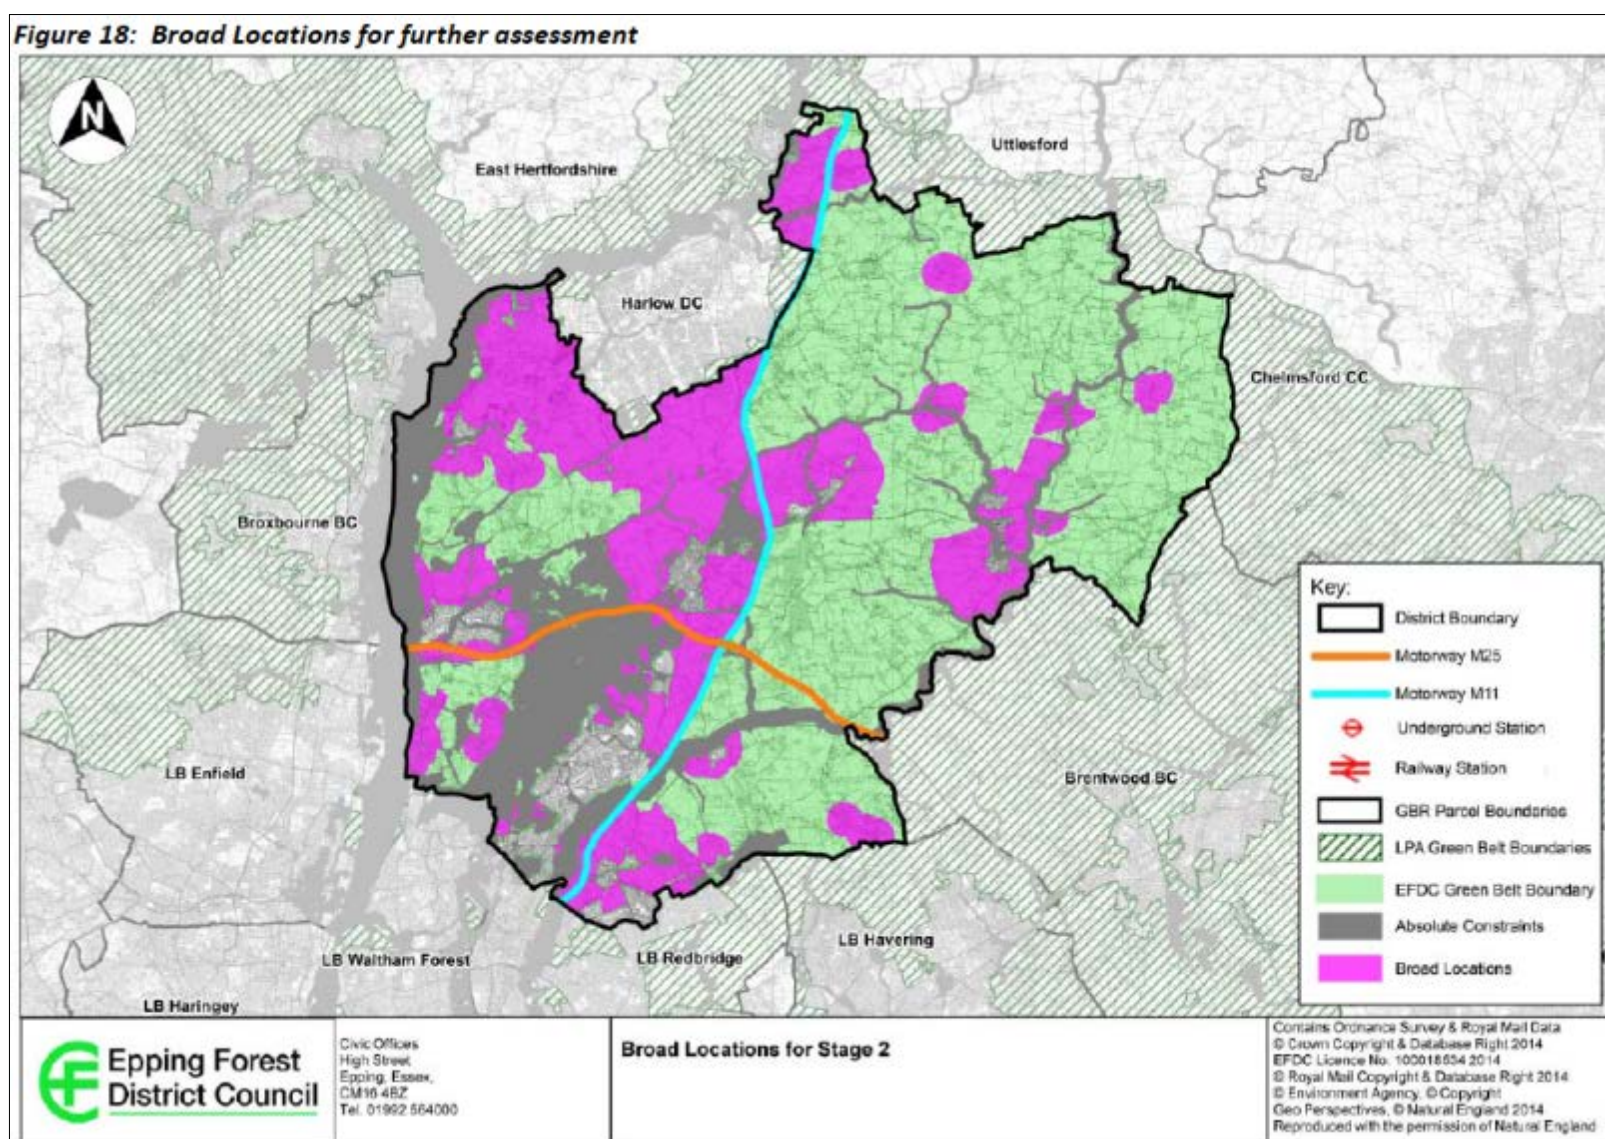 Figure 18: Broad Locations for further assessment
N
Uttlesford
East Hertfordshire
Harlow DC
Chelmsford CC
Broxbourne BC
LB Enfield
Brentwood BC
LB Havering
LB Redbridge
LB Waltham Forest
LB Haringey
Key:
District Boundary
Motorway M25
Motorway M11
Underground Station
Railway Station
GBR Parcel Boundaries
LPA Green Belt Boundaries
EFDC Green Belt Boundary
Absolute Constraints
Broad Locations
Epping Forest
District Council
Civic Offices
High Street
Epping, Essex,
CM16 4BZ
Tel. 01992 564000
Broad Locations for Stage 2
Contains Ordnance Survey & Royal Mail Data
© Crown Copyright & Database Right 2014
EFDC Licence No. 100018534 2014
© Royal Mail Copyright & Database Right 2014
© Environment Agency, © Copyright
Geo Perspectives, © Natural England 2014
Reproduced with the permission of Natural England